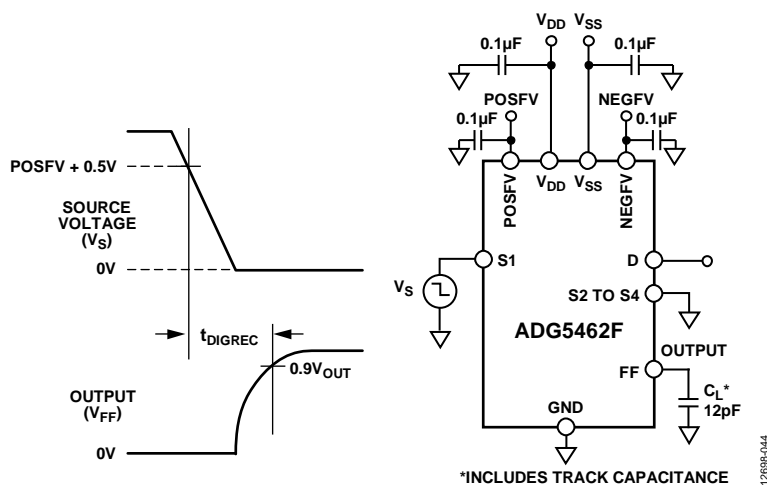 POSFV + 0.5V
SOURCE
VOLTAGE
(VS)
0V
tDIGREC
0.9VOUT
OUTPUT
(VFF)
0V
VDD VSS
0.1µF 0.1µF
POSFV NEGFV
0.1µF 0.1µF
POSFV VDD VSS NEGFV
S1 D
VS
S2 TO S4
ADG5462F
OUTPUT
FF
CL*
12pF
GND
*INCLUDES TRACK CAPACITANCE
12698-044